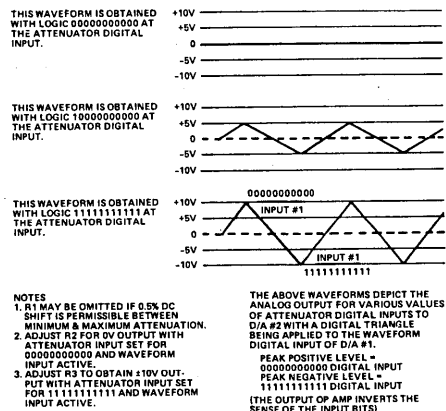 THIS WAVEFORM IS OBTAINED
WITH LOGIC 00000000000 AT
THE ATTENUATOR DIGITAL
INPUT.
+10V
+5V
0
-5V
-10V
THIS WAVEFORM IS OBTAINED
WITH LOGIC 10000000000 AT
THE ATTENUATOR DIGITAL
INPUT.
+10V
+5V
0
-5V
-10V
THIS WAVEFORM IS OBTAINED
WITH LOGIC 11111111111 AT
THE ATTENUATOR DIGITAL
INPUT.
+10V
+5V
0
-5V
-10V
00000000000
INPUT #1
INPUT #1
11111111111
NOTES
1. R1 MAY BE OMITTED IF 0.5% DC
SHIFT IS PERMISSIBLE BETWEEN
MINIMUM & MAXIMUM ATTENUATION.
2. ADJUST R2 FOR 0V OUTPUT WITH
ATTENUATOR INPUT SET FOR
00000000000 AND WAVEFORM
INPUT ACTIVE.
3. ADJUST R3 TO OBTAIN ±10V OUT-
PUT WITH ATTENUATOR INPUT SET
FOR 11111111111 AND WAVEFORM
INPUT ACTIVE.
THE ABOVE WAVEFORMS DEPICT THE
ANALOG OUTPUT FOR VARIOUS VALUES
OF ATTENUATOR DIGITAL INPUTS TO
D/A #2 WITH A DIGITAL TRIANGLE
BEING APPLIED TO THE WAVEFORM
DIGITAL INPUT OF D/A #1.
PEAK POSITIVE LEVEL =
00000000000 DIGITAL INPUT
PEAK NEGATIVE LEVEL =
11111111111 DIGITAL INPUT
(THE OUTPUT OP AMP INVERTS THE
SENSE OF THE INPUT BITS)